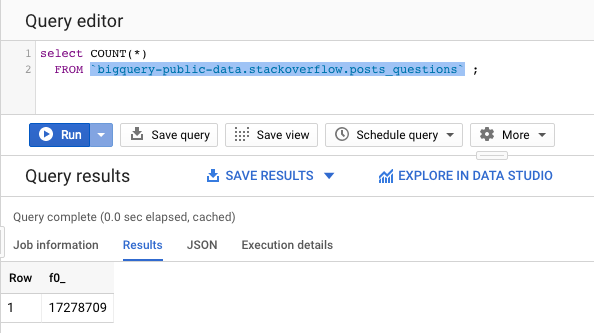 Query editor
1 select COUNT(*)
2 FROM `bigquery-public-data.stackoverflow.posts_questions` ;
Run Save query Save view Schedule query More
Query results SAVE RESULTS EXPLORE IN DATA STUDIO
Query complete (0.0 sec elapsed, cached)
Job information Results JSON Execution details
Row f0_
1 17278709